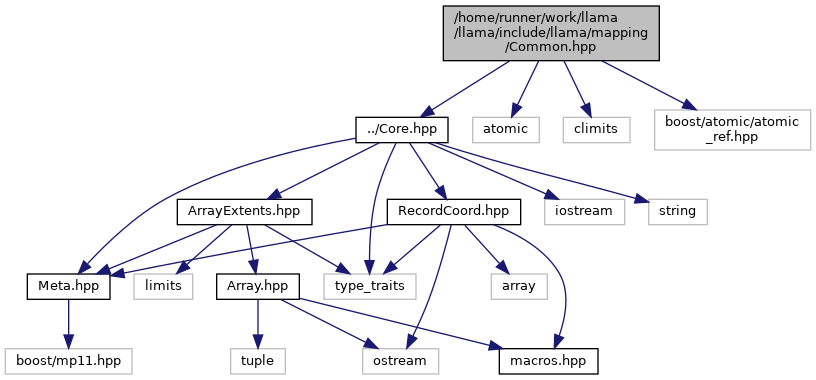 /home/runner/work/llama
/llama/include/llama/mapping
/Common.hpp
../Core.hpp
atomic
climits
boost/atomic/atomic
_ref.hpp
ArrayExtents.hpp
RecordCoord.hpp
iostream
string
Meta.hpp
limits
Array.hpp
type_traits
array
boost/mp11.hpp
tuple
ostream
macros.hpp